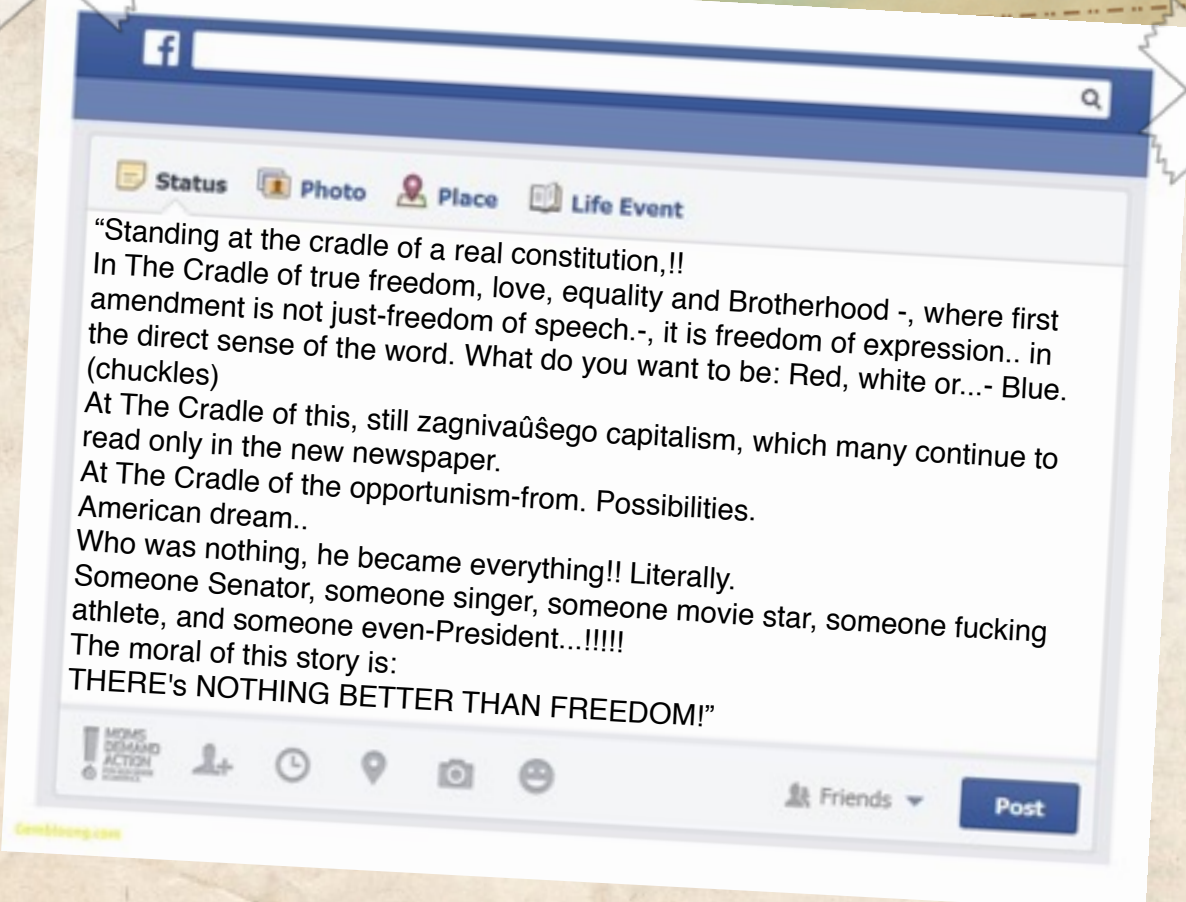 f
Status Photo Place Life Event
“Standing at the cradle of a real constitution,!!
In The Cradle of true freedom, love, equality and Brotherhood -, where first
amendment is not just-freedom of speech.-, it is freedom of expression.. in
the direct sense of the word. What do you want to be: Red, white or...- Blue.
(chuckles)
At The Cradle of this, still zagnivaûŝego capitalism, which many continue to
read only in the new newspaper.
At The Cradle of the opportunism-from. Possibilities.
American dream..
Who was nothing, he became everything!! Literally.
Someone Senator, someone singer, someone movie star, someone fucking
athlete, and someone even-President...!!!!!
The moral of this story is:
THERE's NOTHING BETTER THAN FREEDOM!”
MOMS
DEMAND
ACTION
Friends Post